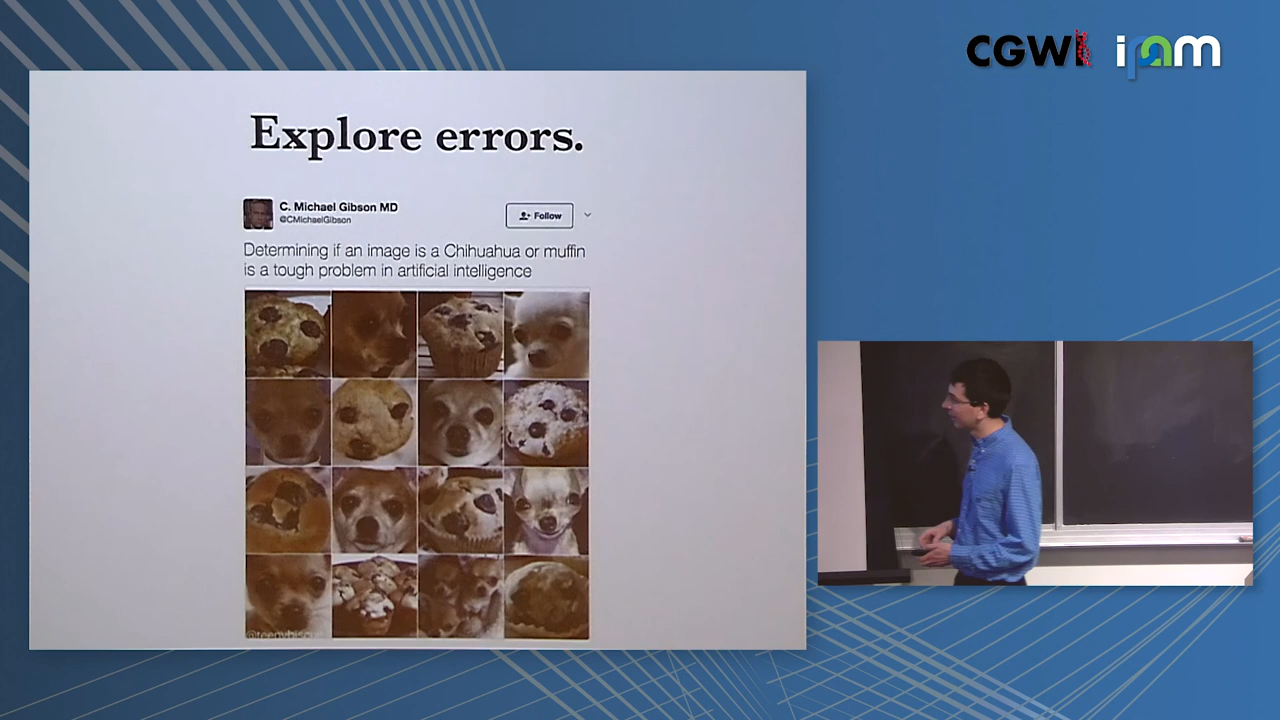 CGWI ipam
Explore errors.
C. Michael Gibson MD
@CMichaelGibson
Follow
Determining if an image is a Chihuahua or muffin
is a tough problem in artificial intelligence
@teenybiscuit